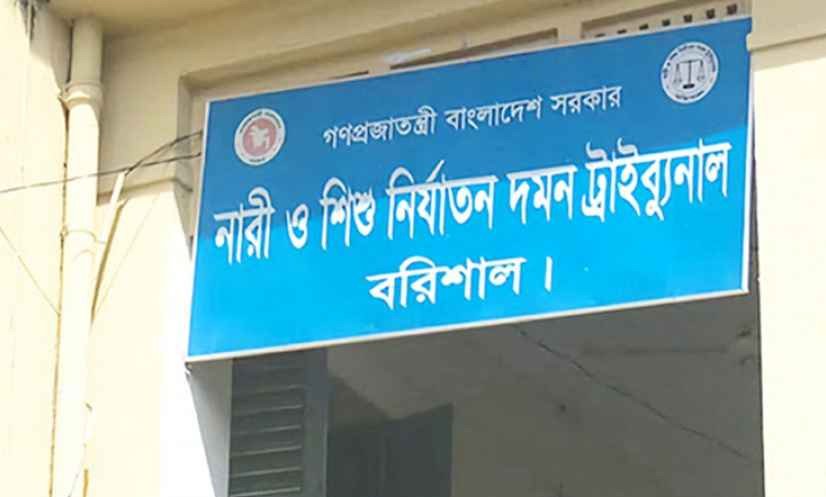 গণপ্রজাতন্ত্রী বাংলাদেশ সরকার
নারী ও শিশু নির্যাতন দমন ট্রাইব্যুনাল
বরিশাল ।